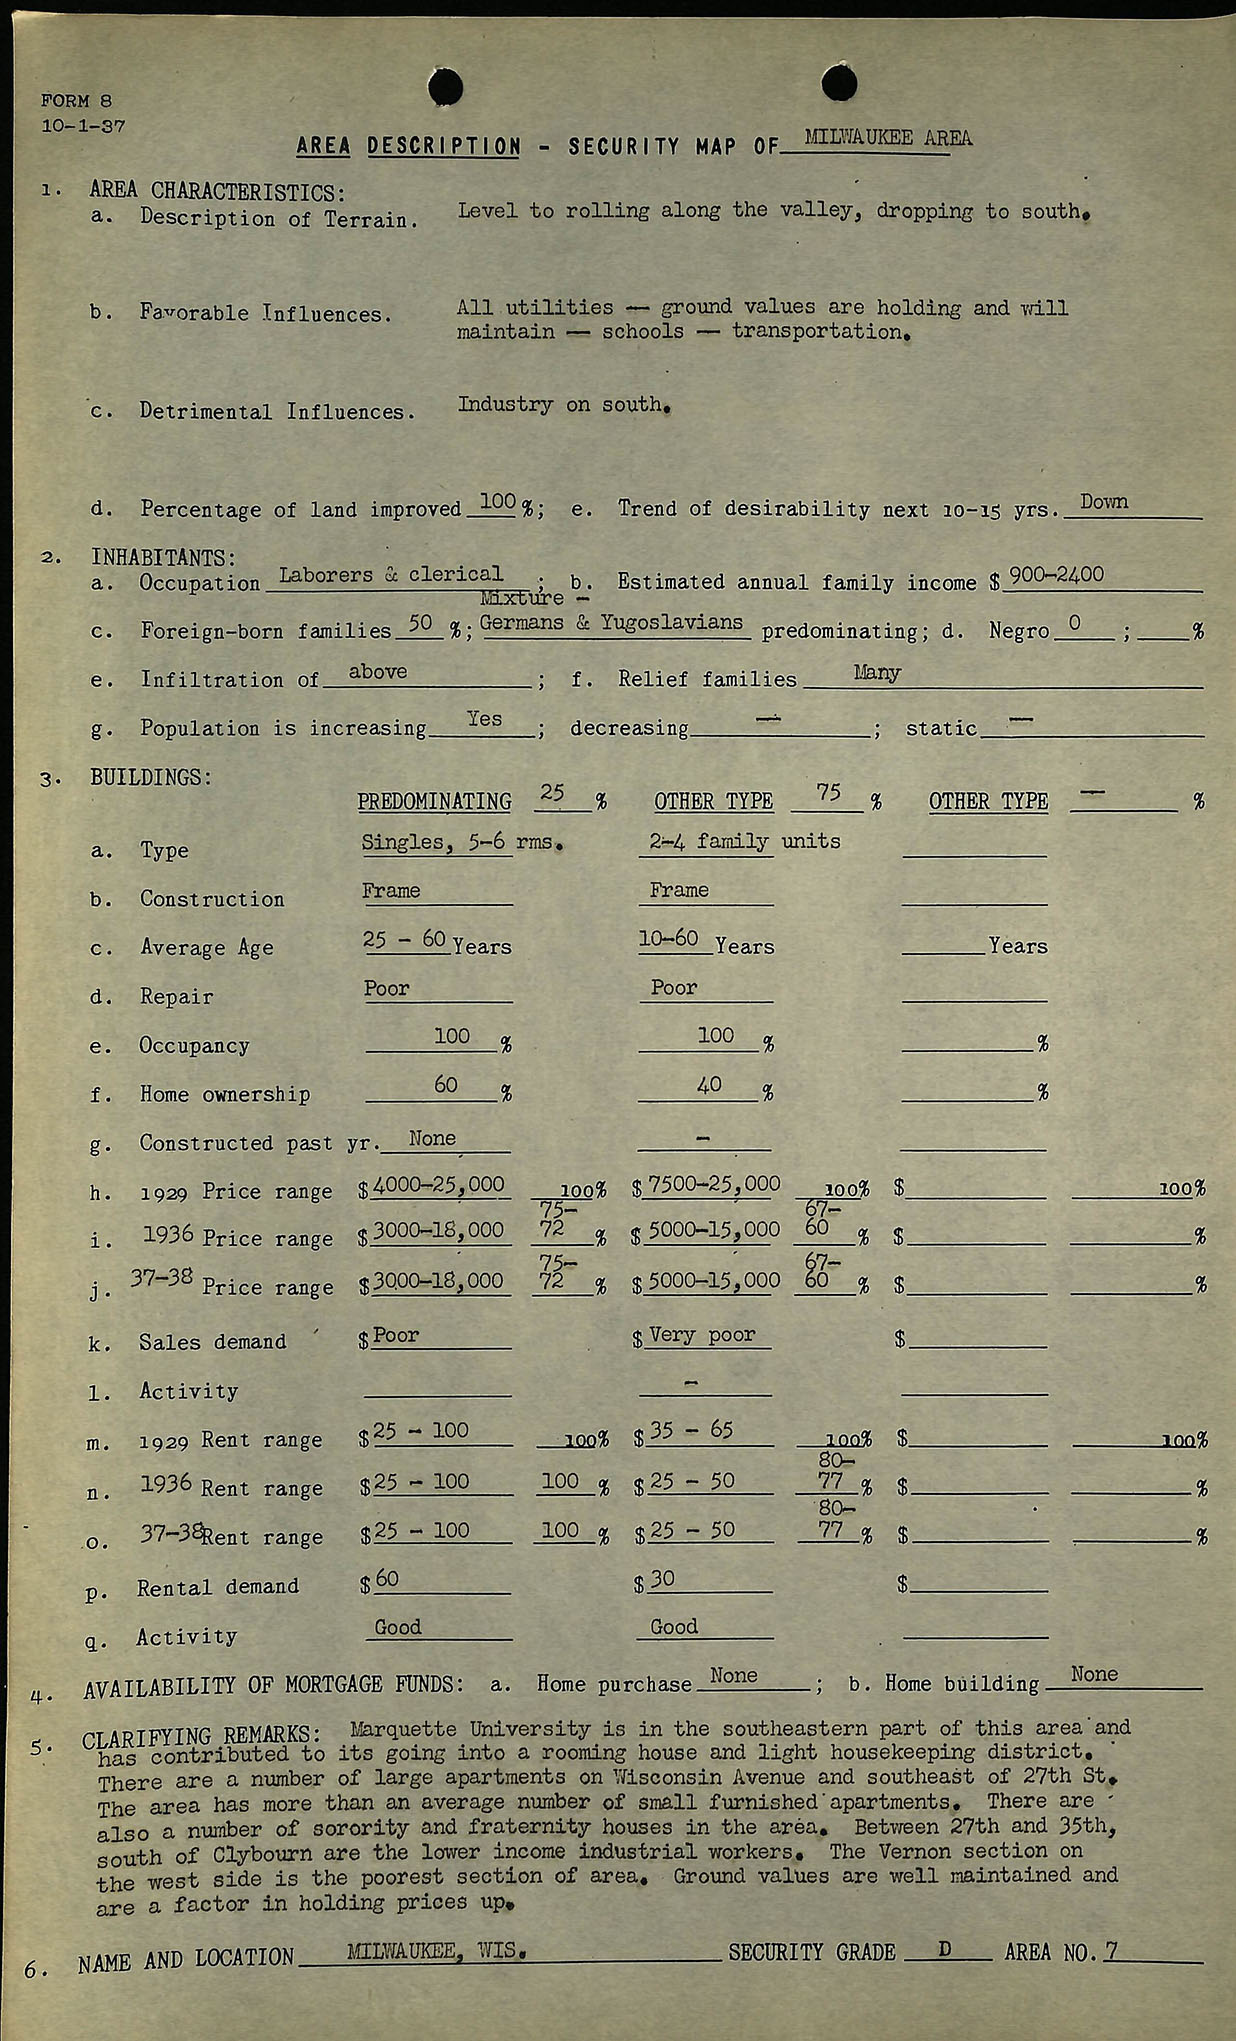 FORM 8
10-1-37
AREA DESCRIPTION - SECURITY MAP OF MILWAUKEE AREA
1. AREA CHARACTERISTICS:
a. Description of Terrain. Level to rolling along the valley, dropping to south.
b. Favorable Influences. All utilities — ground values are holding and will
maintain — schools — transportation.
c. Detrimental Influences. Industry on south.
d. Percentage of land improved 100 %; e. Trend of desirability next 10-15 yrs. Down
2. INHABITANTS:
a. Occupation Laborers & clerical ; b. Estimated annual family income $ 900-2400
Mixture -
c. Foreign-born families 50 %; Germans & Yugoslavians predominating; d. Negro 0 ; %
e. Infiltration of above ; f. Relief families Many
g. Population is increasing Yes ; decreasing — ; static —
3. BUILDINGS:
PREDOMINATING 25 % OTHER TYPE 75 % OTHER TYPE — %
a. Type Singles, 5-6 rms. 2-4 family units
b. Construction Frame Frame
c. Average Age 25 - 60 Years 10-60 Years Years
d. Repair Poor Poor
e. Occupancy 100 % 100 % %
f. Home ownership 60 % 40 % %
g. Constructed past yr. None -
h. 1929 Price range $ 4000-25,000 100% $ 7500-25,000 100% $ 100%
75- 67-
i. 1936 Price range $ 3000-18,000 72 % $ 5000-15,000 60 % $ %
75- 67-
j. 37-38 Price range $ 3000-18,000 72 % $ 5000-15,000 60 % $ %
k. Sales demand $ Poor $ Very poor $
l. Activity -
m. 1929 Rent range $ 25 - 100 100% $ 35 - 65 100% $ 100%
80-
n. 1936 Rent range $ 25 - 100 100 % $ 25 - 50 77 % $ %
80-
o. 37-38 Rent range $ 25 - 100 100 % $ 25 - 50 77 % $ %
p. Rental demand $ 60 $ 30 $
q. Activity Good Good
4. AVAILABILITY OF MORTGAGE FUNDS: a. Home purchase None ; b. Home building None
5. CLARIFYING REMARKS: Marquette University is in the southeastern part of this area and
has contributed to its going into a rooming house and light housekeeping district.
There are a number of large apartments on Wisconsin Avenue and southeast of 27th St.
The area has more than an average number of small furnished apartments. There are
also a number of sorority and fraternity houses in the area. Between 27th and 35th,
south of Clybourn are the lower income industrial workers. The Vernon section on
the west side is the poorest section of area. Ground values are well maintained and
are a factor in holding prices up.
6. NAME AND LOCATION MILWAUKEE, WIS. SECURITY GRADE D AREA NO. 7